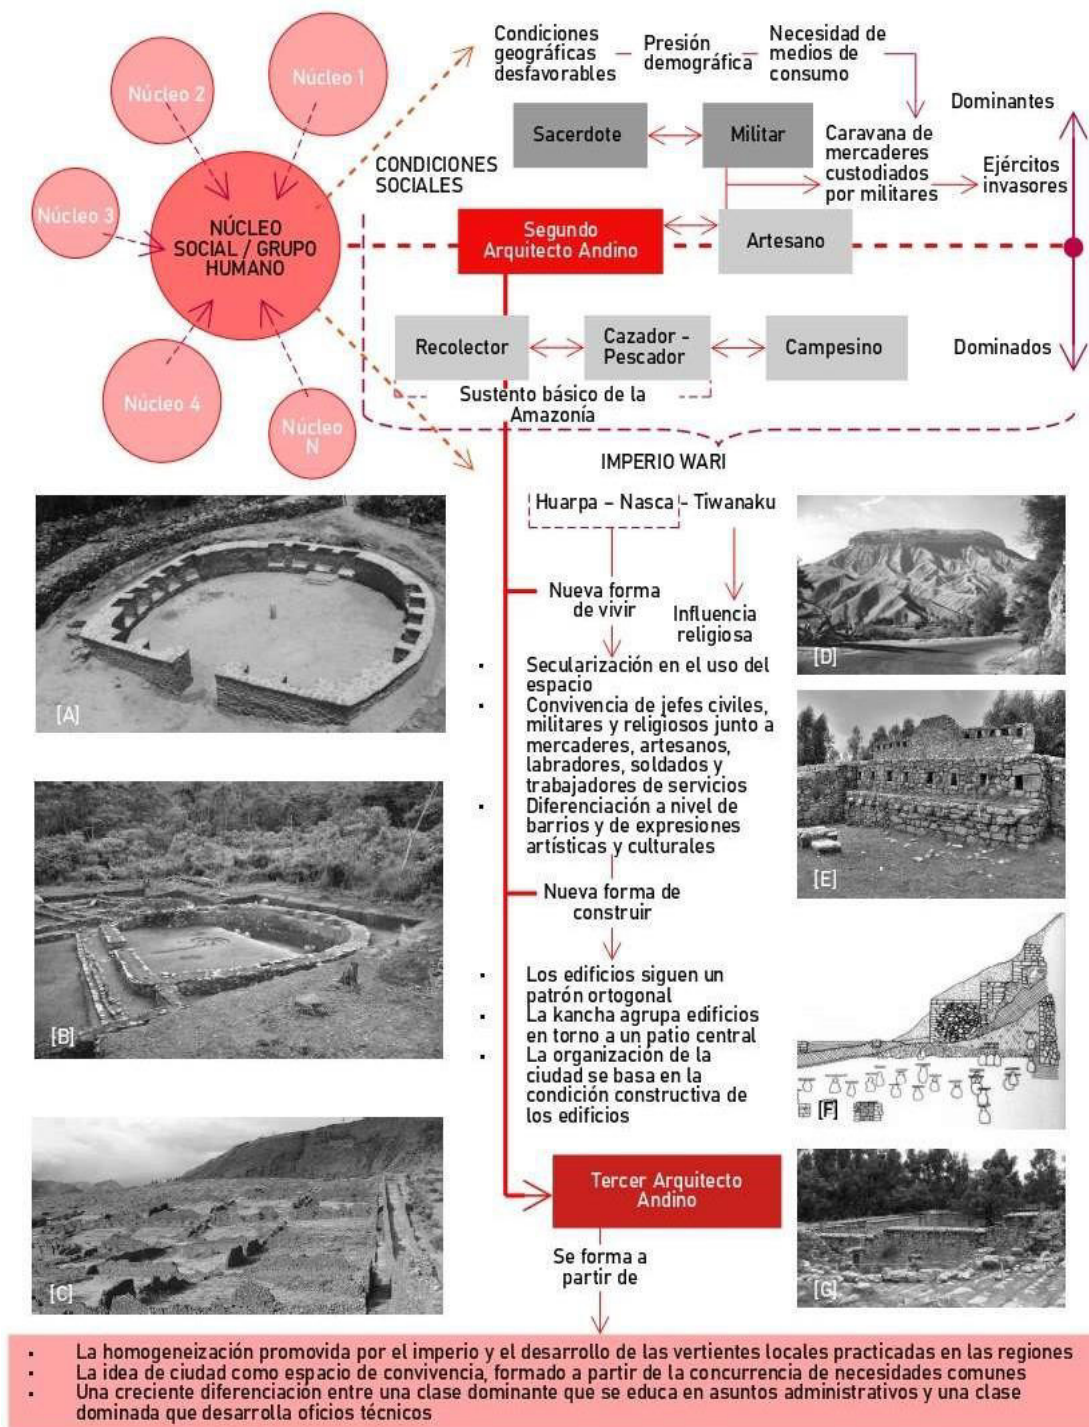 Condiciones
geográficas
desfavorables
Presión
demográfica
Necesidad de
medios de
consumo
Núcleo 1
Núcleo 2
Núcleo 3
Núcleo 4
Núcleo
N
NÚCLEO
SOCIAL / GRUPO
HUMANO
CONDICIONES
SOCIALES
Sacerdote
Militar
Caravana de
mercaderes
custodiados
por militares
Ejércitos
invasores
Dominantes
Segundo
Arquitecto Andino
Artesano
Recolector
Cazador -
Pescador
Campesino
Dominados
Sustento básico de la
Amazonía
IMPERIO WARI
Huarpa – Nasca - Tiwanaku
Nueva forma
de vivir
Influencia
religiosa
▪ Secularización en el uso del
espacio
▪ Convivencia de jefes civiles,
militares y religiosos junto a
mercaderes, artesanos,
labradores, soldados y
trabajadores de servicios
▪ Diferenciación a nivel de
barrios y de expresiones
artísticas y culturales
Nueva forma de
construir
▪ Los edificios siguen un
patrón ortogonal
▪ La kancha agrupa edificios
en torno a un patio central
▪ La organización de la
ciudad se basa en la
condición constructiva de
los edificios
[A]
[B]
[C]
[D]
[E]
[F]
[G]
Tercer Arquitecto
Andino
Se forma a
partir de
▪ La homogeneización promovida por el imperio y el desarrollo de las vertientes locales practicadas en las regiones
▪ La idea de ciudad como espacio de convivencia, formado a partir de la concurrencia de necesidades comunes
▪ Una creciente diferenciación entre una clase dominante que se educa en asuntos administrativos y una clase
dominada que desarrolla oficios técnicos